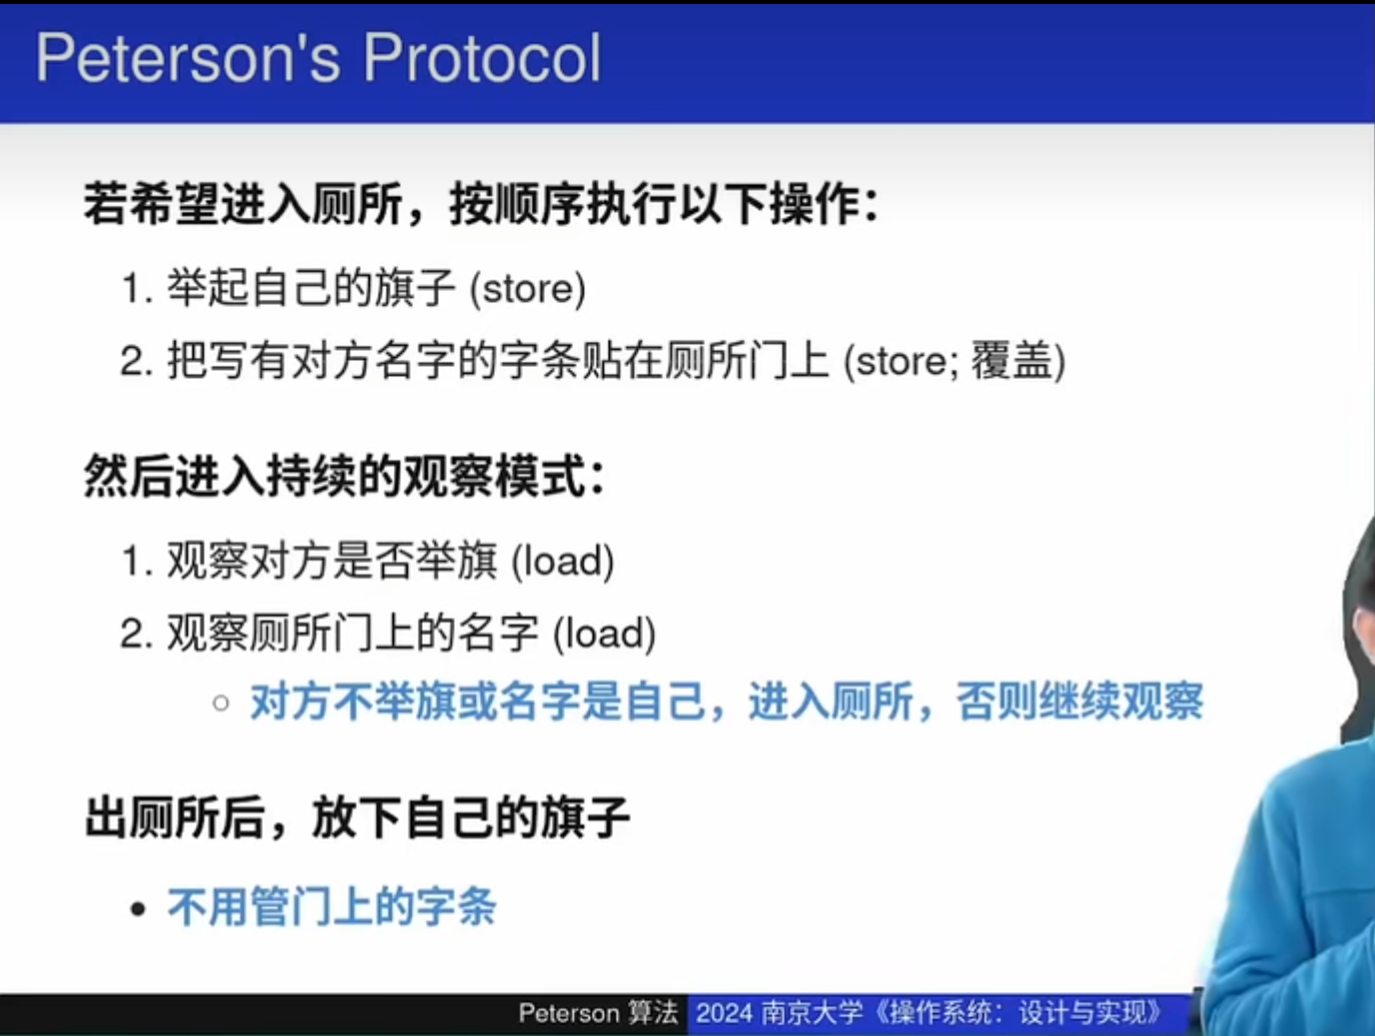 Peterson's Protocol
若希望进入厕所，按顺序执行以下操作：
1. 举起自己的旗子 (store)
2. 把写有对方名字的字条贴在厕所门上 (store; 覆盖)
然后进入持续的观察模式：
1. 观察对方是否举旗 (load)
2. 观察厕所门上的名字 (load)
○ 对方不举旗或名字是自己，进入厕所，否则继续观察
出厕所后，放下自己的旗子
• 不用管门上的字条
Peterson 算法 2024 南京大学《操作系统：设计与实现》